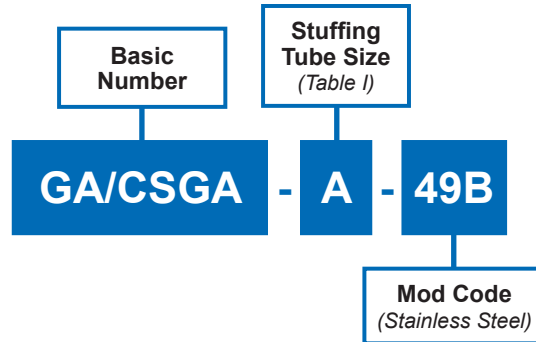 Basic
Number
Stuffing
Tube Size
(Table I)
GA/CSGA - A - 49B
Mod Code
(Stainless Steel)